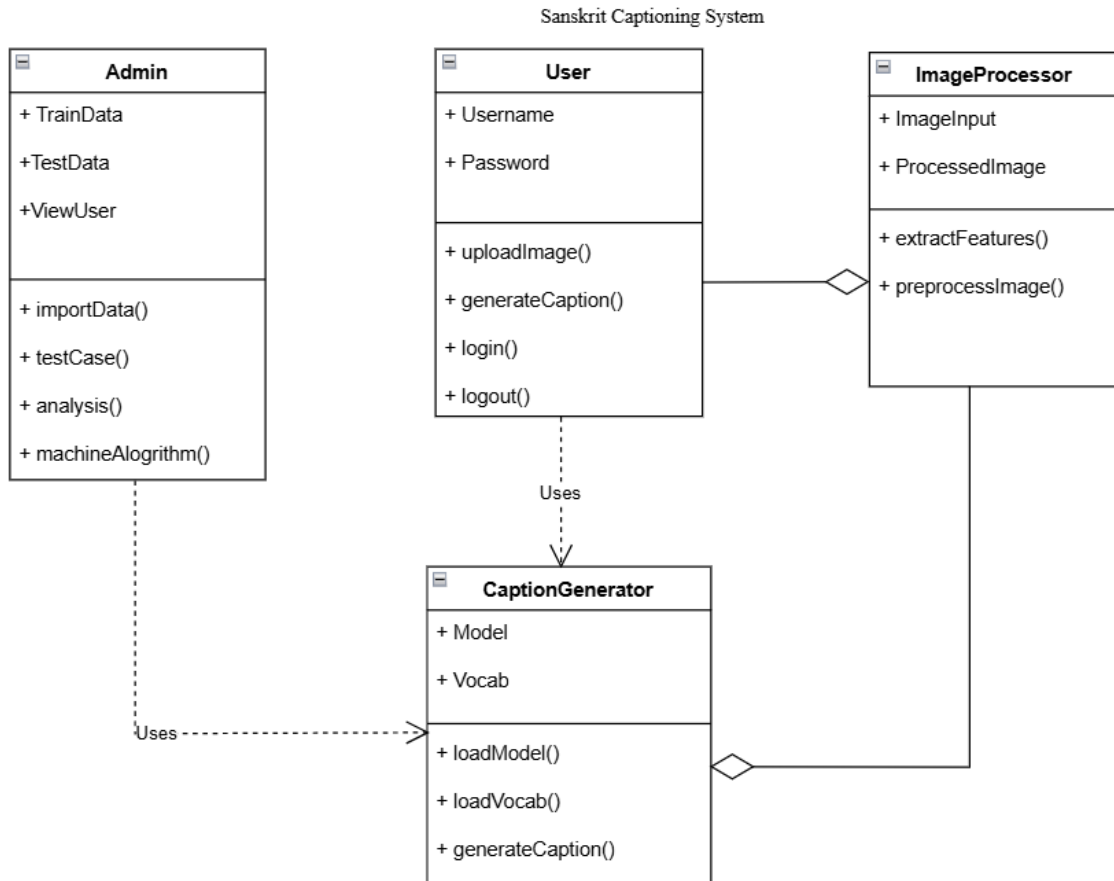 Sanskrit Captioning System
Admin
+ TrainData
+TestData
+ViewUser
+ importData()
+ testCase()
+ analysis()
+ machineAlogrithm()
User
+ Username
+ Password
+ uploadImage()
+ generateCaption()
+ login()
+ logout()
ImageProcessor
+ ImageInput
+ ProcessedImage
+ extractFeatures()
+ preprocessImage()
Uses
Uses
CaptionGenerator
+ Model
+ Vocab
+ loadModel()
+ loadVocab()
+ generateCaption()